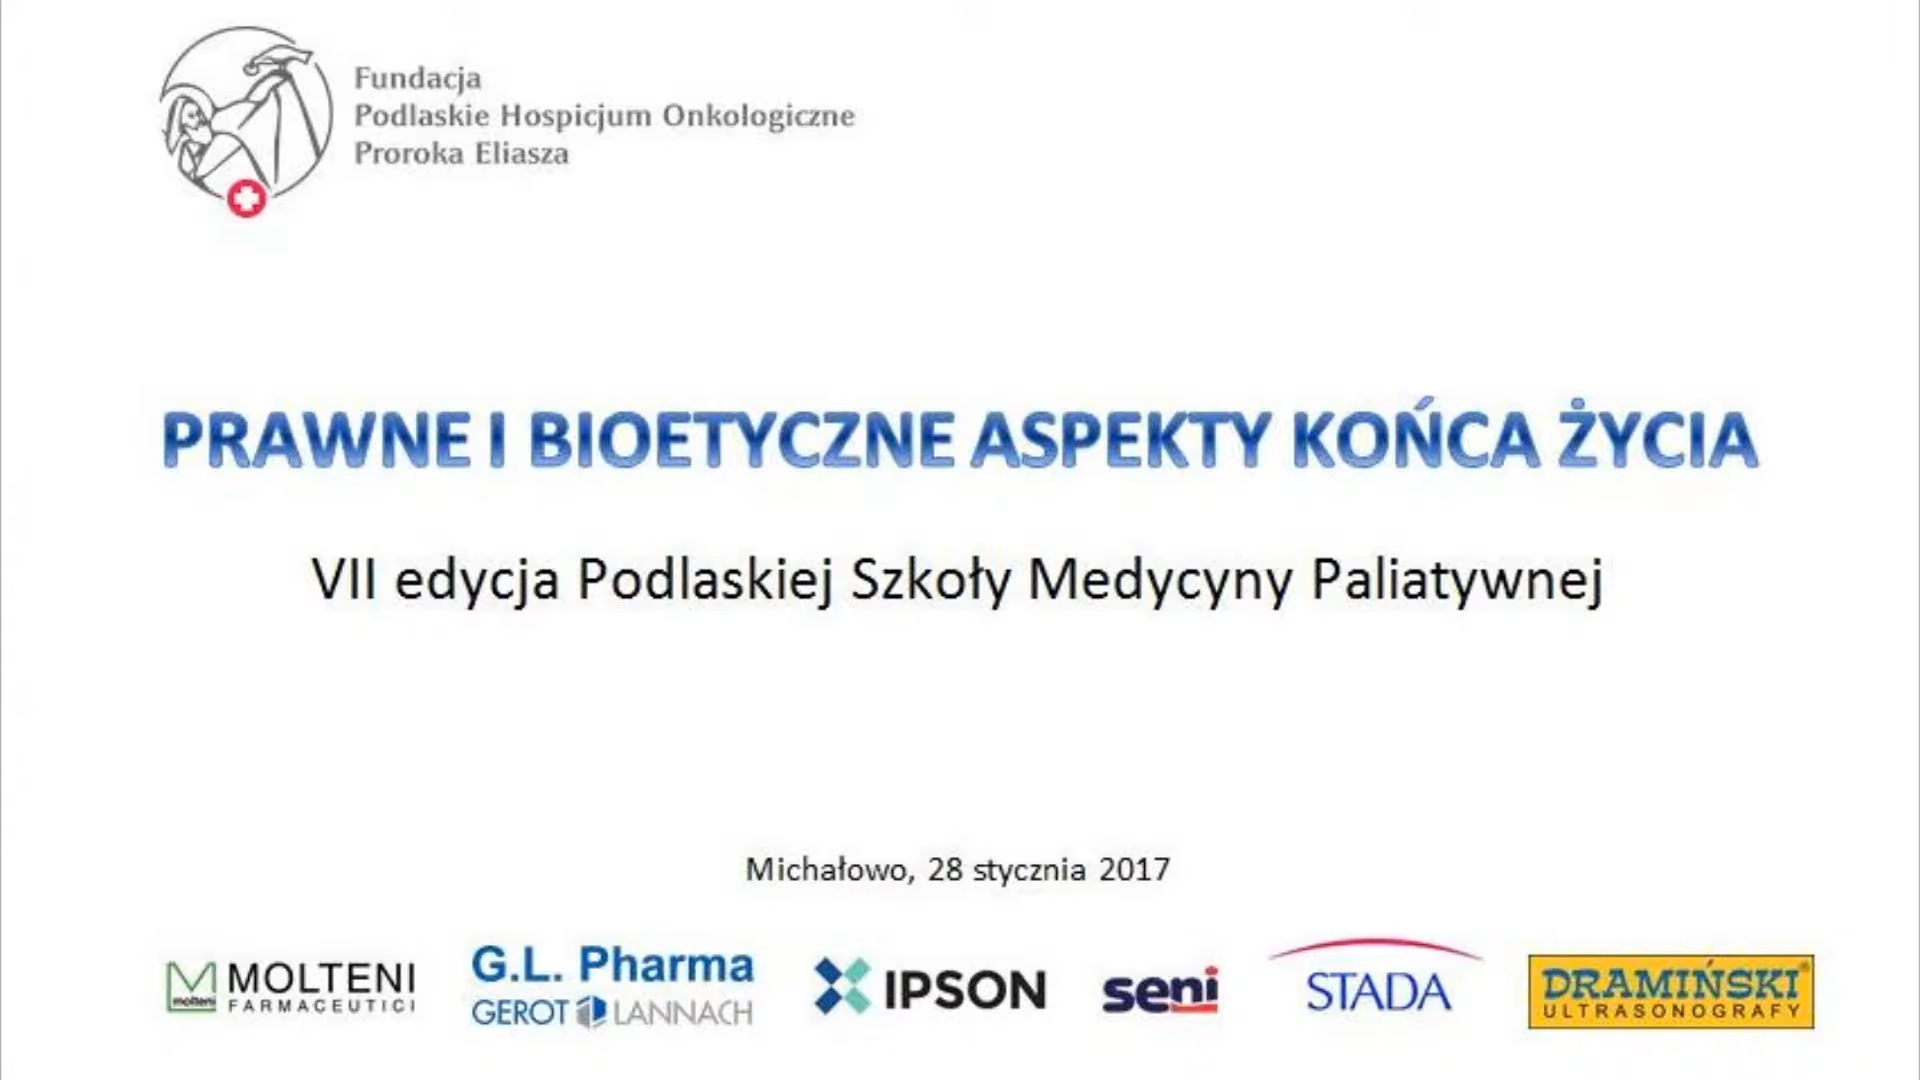 Fundacja
Podlaskie Hospicjum Onkologiczne
Proroka Eliasza
PRAWNE I BIOETYCZNE ASPEKTY KOŃCA ŻYCIA
VII edycja Podlaskiej Szkoły Medycyny Paliatywnej
Michałowo, 28 stycznia 2017
molteni
MOLTENI
FARMACEUTICI
G.L. Pharma
GEROT LANNACH
IPSON
seni
STADA
DRAMIŃSKI®
ULTRASONOGRAFY